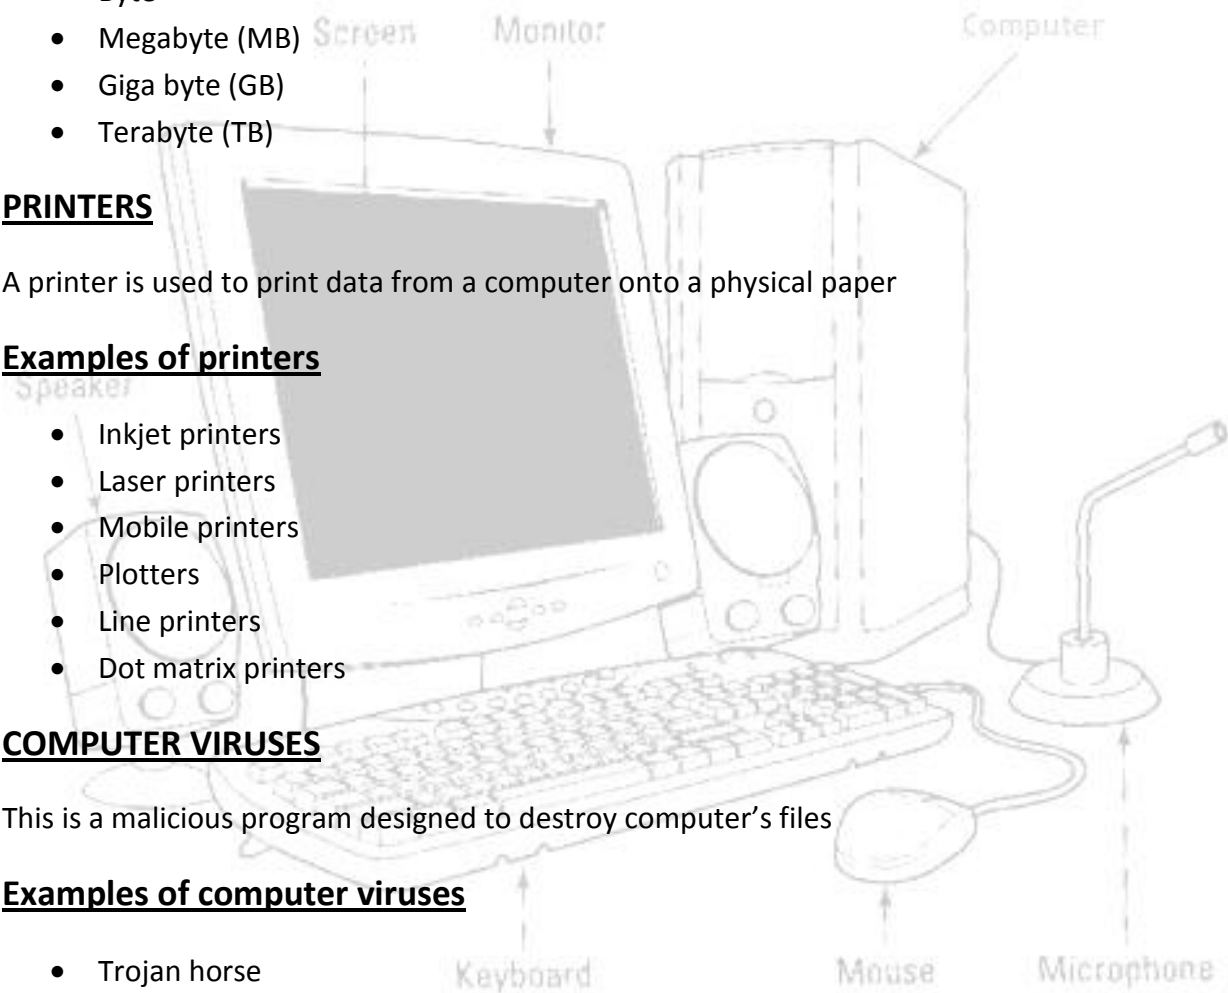 Byte
• Megabyte (MB)
Screen Monitor Computer
• Giga byte (GB)
• Terabyte (TB)
PRINTERS
A printer is used to print data from a computer onto a physical paper
Examples of printers
Speaker
• Inkjet printers
• Laser printers
• Mobile printers
• Plotters
• Line printers
• Dot matrix printers
COMPUTER VIRUSES
This is a malicious program designed to destroy computer’s files
Examples of computer viruses
• Trojan horse
Keyboard Mouse Microphone